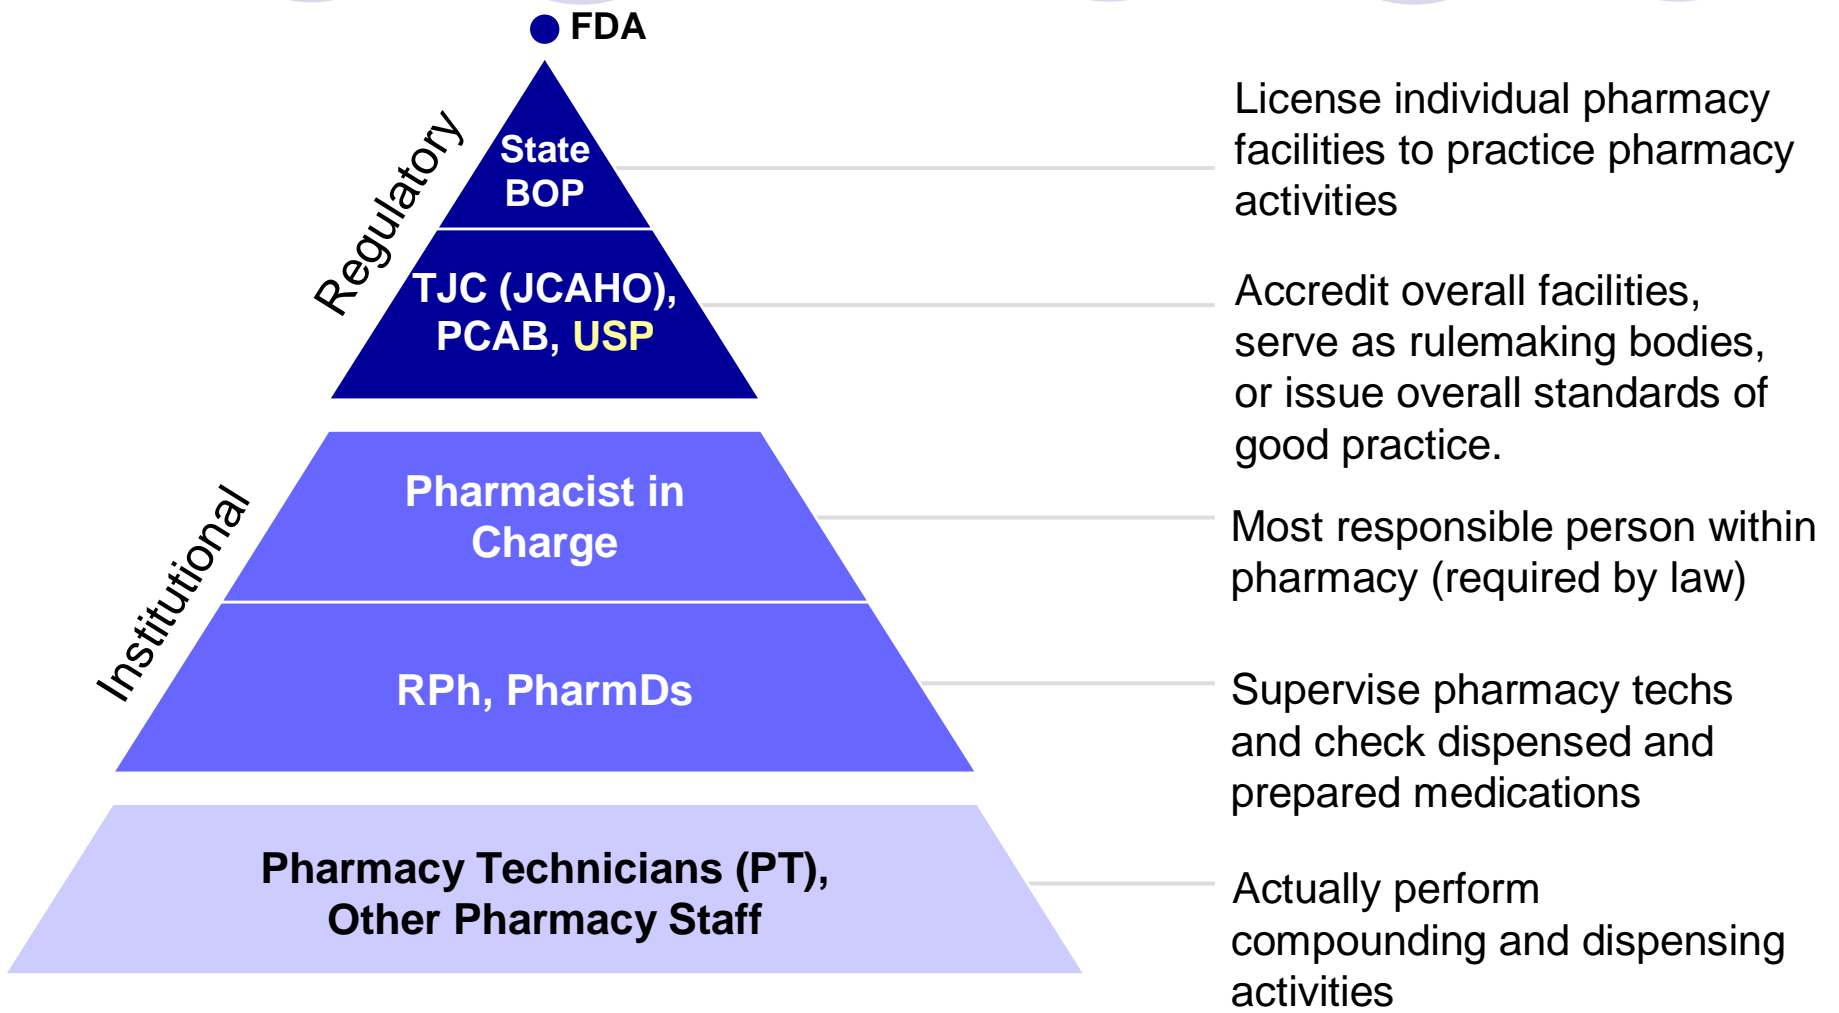 FDA
Regulatory
State
BOP
License individual pharmacy
facilities to practice pharmacy
activities
TJC (JCAHO),
PCAB, USP
Accredit overall facilities,
serve as rulemaking bodies,
or issue overall standards of
good practice.
Institutional
Pharmacist in
Charge
Most responsible person within
pharmacy (required by law)
RPh, PharmDs
Supervise pharmacy techs
and check dispensed and
prepared medications
Pharmacy Technicians (PT),
Other Pharmacy Staff
Actually perform
compounding and dispensing
activities